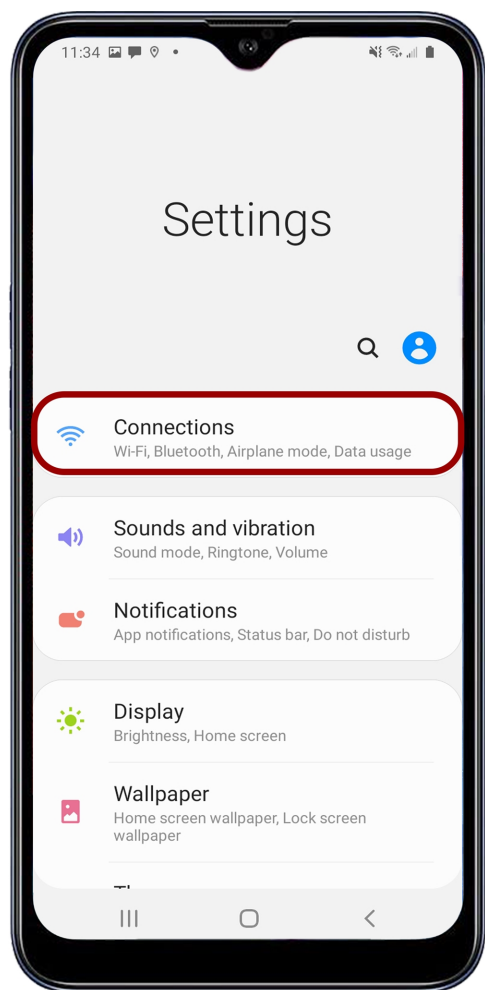 11:34
Settings
Connections
Wi-Fi, Bluetooth, Airplane mode, Data usage
Sounds and vibration
Sound mode, Ringtone, Volume
Notifications
App notifications, Status bar, Do not disturb
Display
Brightness, Home screen
Wallpaper
Home screen wallpaper, Lock screen
wallpaper